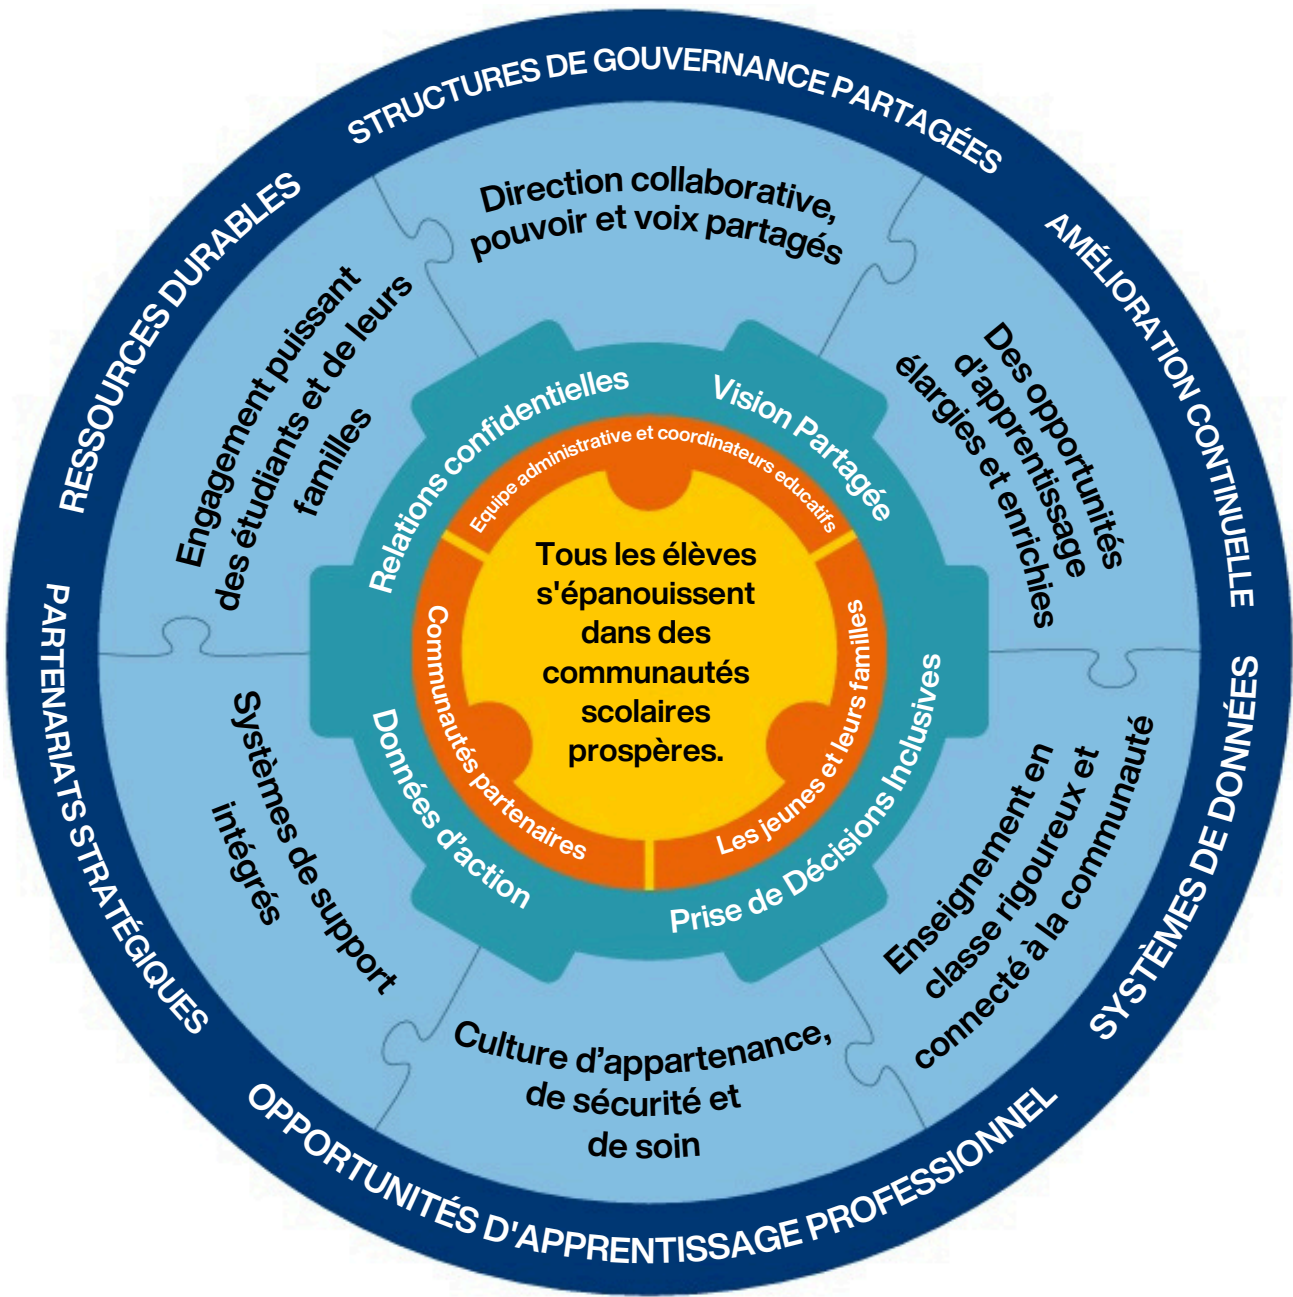 STRUCTURES DE GOUVERNANCE PARTAGÉES
AMÉLIORATION CONTINUELLE
SYSTÈMES DE DONNÉES
OPPORTUNITÉS D'APPRENTISSAGE PROFESSIONNEL
PARTENARIATS STRATÉGIQUES
RESSOURCES DURABLES
Direction collaborative,
pouvoir et voix partagés
Des opportunités
d'apprentissage
élargies et enrichies
Enseignement en
classe rigoureux et
connecté à la communauté
Culture d’appartenance,
de sécurité et
de soin
Systèmes de support
intégrés
Engagement puissant
des étudiants et de leurs
familles
Relations confidentielles
Vision Partagée
Prise de Décisions Inclusives
Données d’action
Equipe administrative et coordinateurs educatifs
Les jeunes et leurs familles
Communautés partenaires
Tous les élèves
s'épanouissent
dans des
communautés
scolaires
prospères.